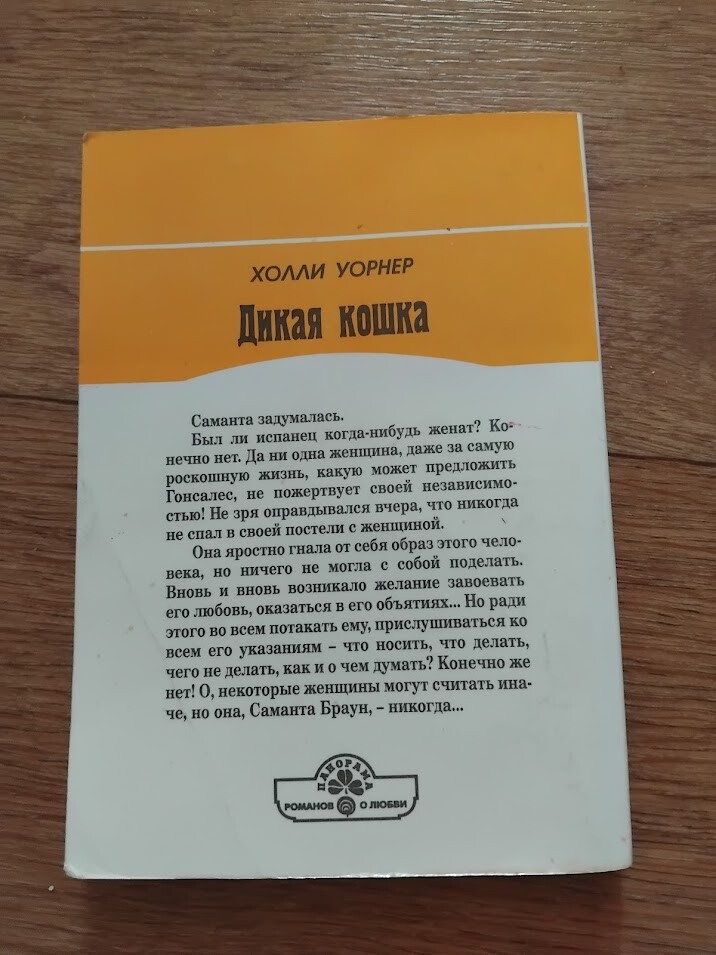 ХОЛЛИ УОРНЕР
Дикая кошка
Саманта задумалась.
Был ли испанец когда-нибудь женат? Ко-
нечно нет. Да ни одна женщина, даже за самую
роскошную жизнь, какую может предложить
Гонсалес, не пожертвует своей независимо-
стью! Не зря оправдывался вчера, что никогда
не спал в своей постели с женщиной.
Она яростно гнала от себя образ этого чело-
века, но ничего не могла с собой поделать.
Вновь и вновь возникало желание завоевать
его любовь, оказаться в его объятиях... Но ради
этого во всем потакать ему, прислушиваться ко
всем его указаниям – что носить, что делать,
чего не делать, как и о чем думать? Конечно же
нет! О, некоторые женщины могут считать ина-
че, но она, Саманта Браун, – никогда...
ПАНОРАМА
РОМАНОВ О ЛЮБВИ